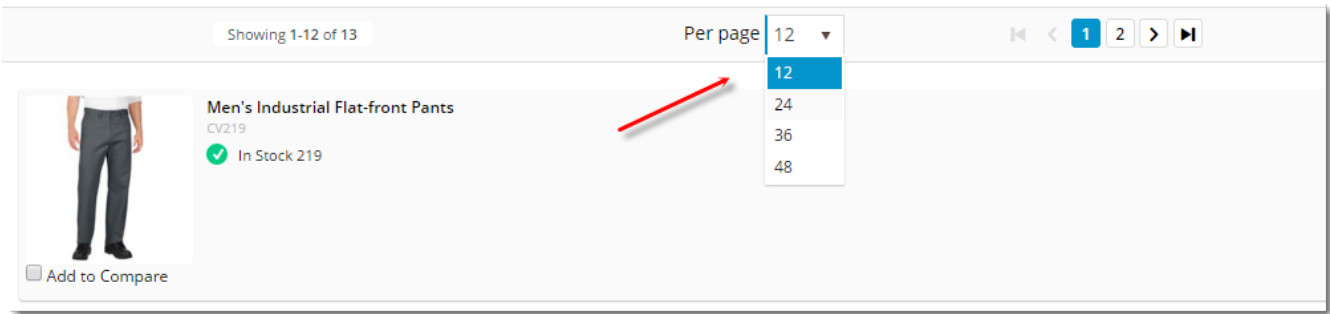 Showing 1-12 of 13
Per page 12
1 2
12
24
36
48
Men's Industrial Flat-front Pants
CV219
In Stock 219
Add to Compare